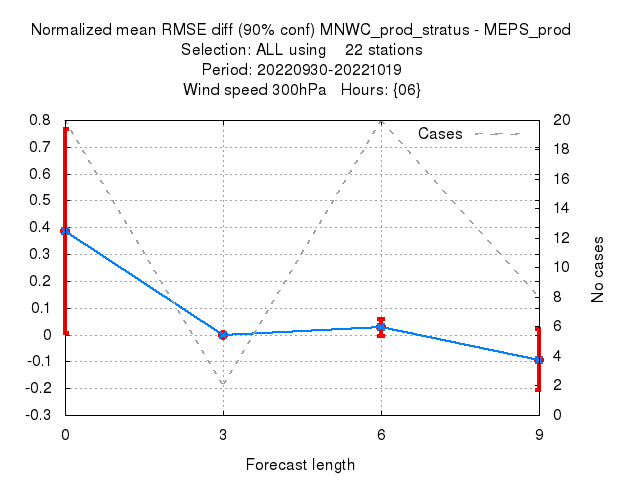 Normalized mean RMSE diff (90% conf) MNWC_prod_stratus - MEPS_prod
Selection: ALL using 22 stations
Period: 20220930-20221019
Wind speed 300hPa Hours: {06}
Cases
0.8
0.7
0.6
0.5
0.4
0.3
0.2
0.1
0
-0.1
-0.2
-0.3
20
18
16
14
12
10
8
6
4
2
0
No cases
0 3 6 9
Forecast length